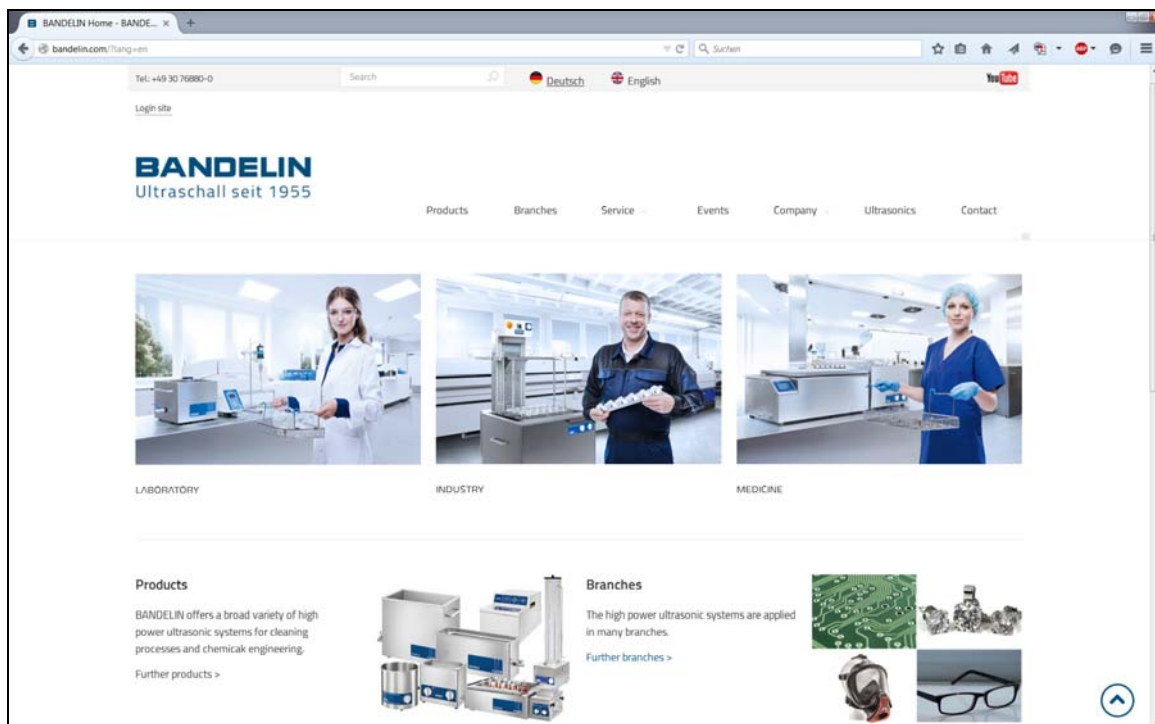 BANDELIN Home - BANDE...
bandelin.com/?lang=en
Suchen
Tel.: +49 30 76880-0
Search
Deutsch
English
YouTube
Login site
BANDELIN
Ultraschall seit 1955
Products Branches Service Events Company Ultrasonics Contact
LABORATORY
INDUSTRY
MEDICINE
Products
BANDELIN offers a broad variety of high
power ultrasonic systems for cleaning
processes and chemicak engineering.
Further products >
Branches
The high power ultrasonic systems are applied
in many branches.
Further branches >